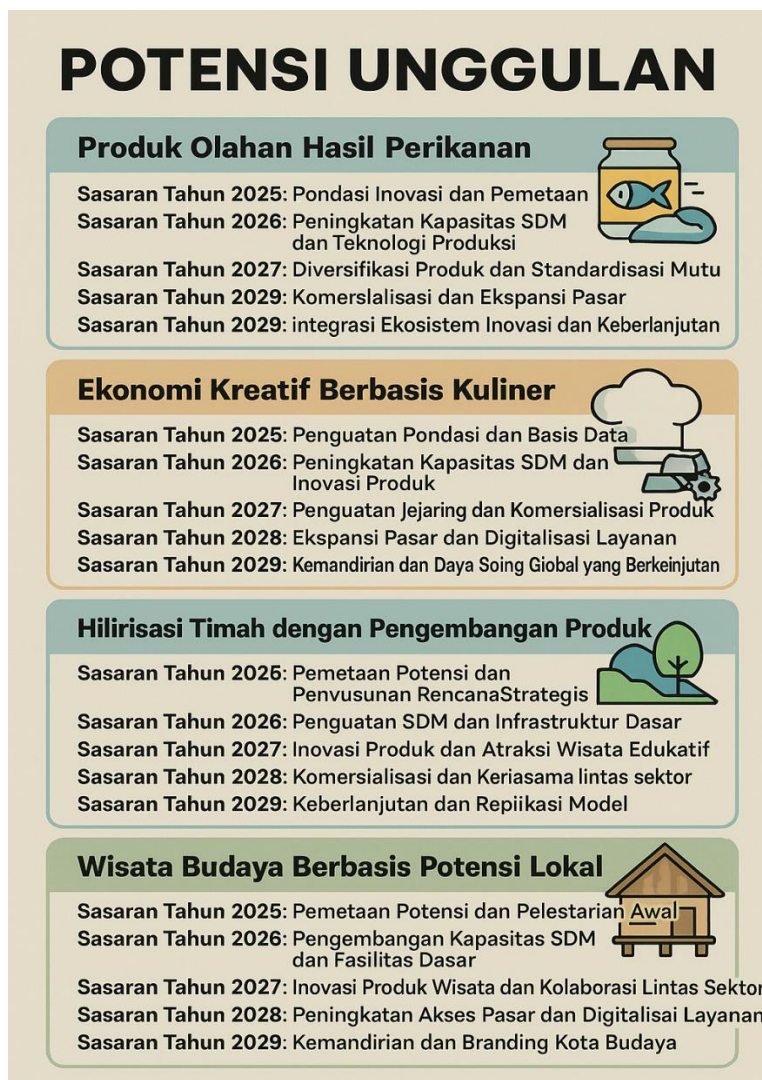 POTENSI UNGGULAN
Produk Olahan Hasil Perikanan
Sasaran Tahun 2025: Pondasi Inovasi dan Pemetaan
Sasaran Tahun 2026: Peningkatan Kapasitas SDM
dan Teknologi Produksi
Sasaran Tahun 2027: Diversifikasi Produk dan Standardisasi Mutu
Sasaran Tahun 2029: Komerslalisasi dan Ekspansi Pasar
Sasaran Tahun 2029: integrasi Ekosistem Inovasi dan Keberlanjutan
Ekonomi Kreatif Berbasis Kuliner
Sasaran Tahun 2025: Penguatan Pondasi dan Basis Data
Sasaran Tahun 2026: Peningkatan Kapasitas SDM dan
Inovasi Produk
Sasaran Tahun 2027: Penguatan Jejaring dan Komersialisasi Produk
Sasaran Tahun 2028: Ekspansi Pasar dan Digitalisasi Layanan
Sasaran Tahun 2029: Kemandirian dan Daya Soing Giobal yang Berkeinjutan
Hilirisasi Timah dengan Pengembangan Produk
Sasaran Tahun 2025: Pemetaan Potensi dan
Penvusunan RencanaStrategis
Sasaran Tahun 2026: Penguatan SDM dan Infrastruktur Dasar
Sasaran Tahun 2027: Inovasi Produk dan Atraksi Wisata Edukatif
Sasaran Tahun 2028: Komersialisasi dan Keriasama lintas sektor
Sasaran Tahun 2029: Keberlanjutan dan Repiikasi Model
Wisata Budaya Berbasis Potensi Lokal
Sasaran Tahun 2025: Pemetaan Potensi dan Pelestarian Awal
Sasaran Tahun 2026: Pengembangan Kapasitas SDM
dan Fasilitas Dasar
Sasaran Tahun 2027: Inovasi Produk Wisata dan Kolaborasi Lintas Sektor
Sasaran Tahun 2028: Peningkatan Akses Pasar dan Digitalisai Layanan
Sasaran Tahun 2029: Kemandirian dan Branding Kota Budaya